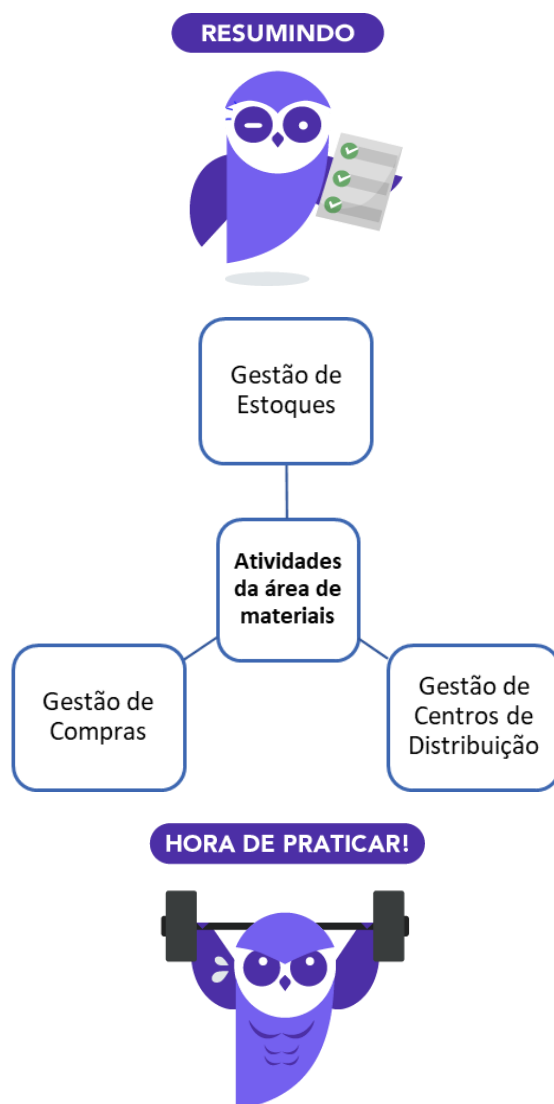 RESUMINDO
Gestão de
Estoques
Atividades
da área de
materiais
Gestão de
Compras
Gestão de
Centros de
Distribuição
HORA DE PRATICAR!